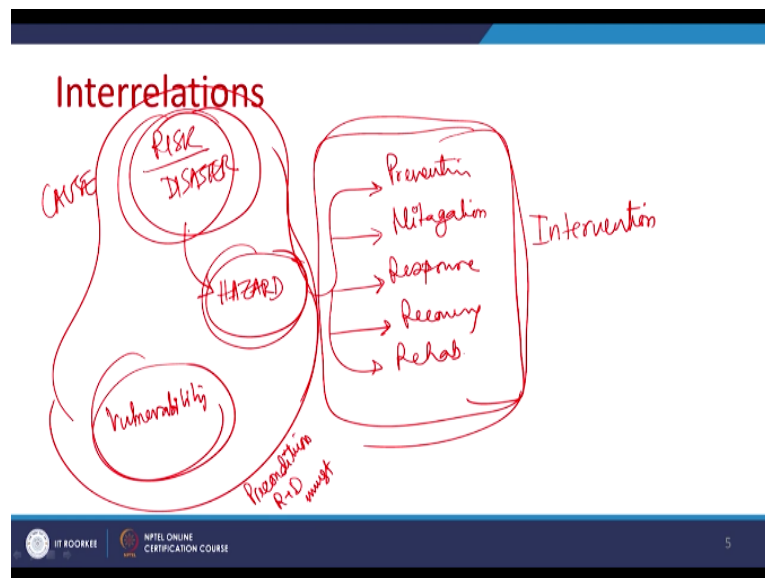 Interrelations
CAUSE
RISK
DISASTER
HAZARD
Vulnerability
Precondition
R+D
must
Prevention
Mitagation
Response
Recovery
Rehab.
Intervention
IIT ROORKEE
NPTEL ONLINE
CERTIFICATION COURSE
5